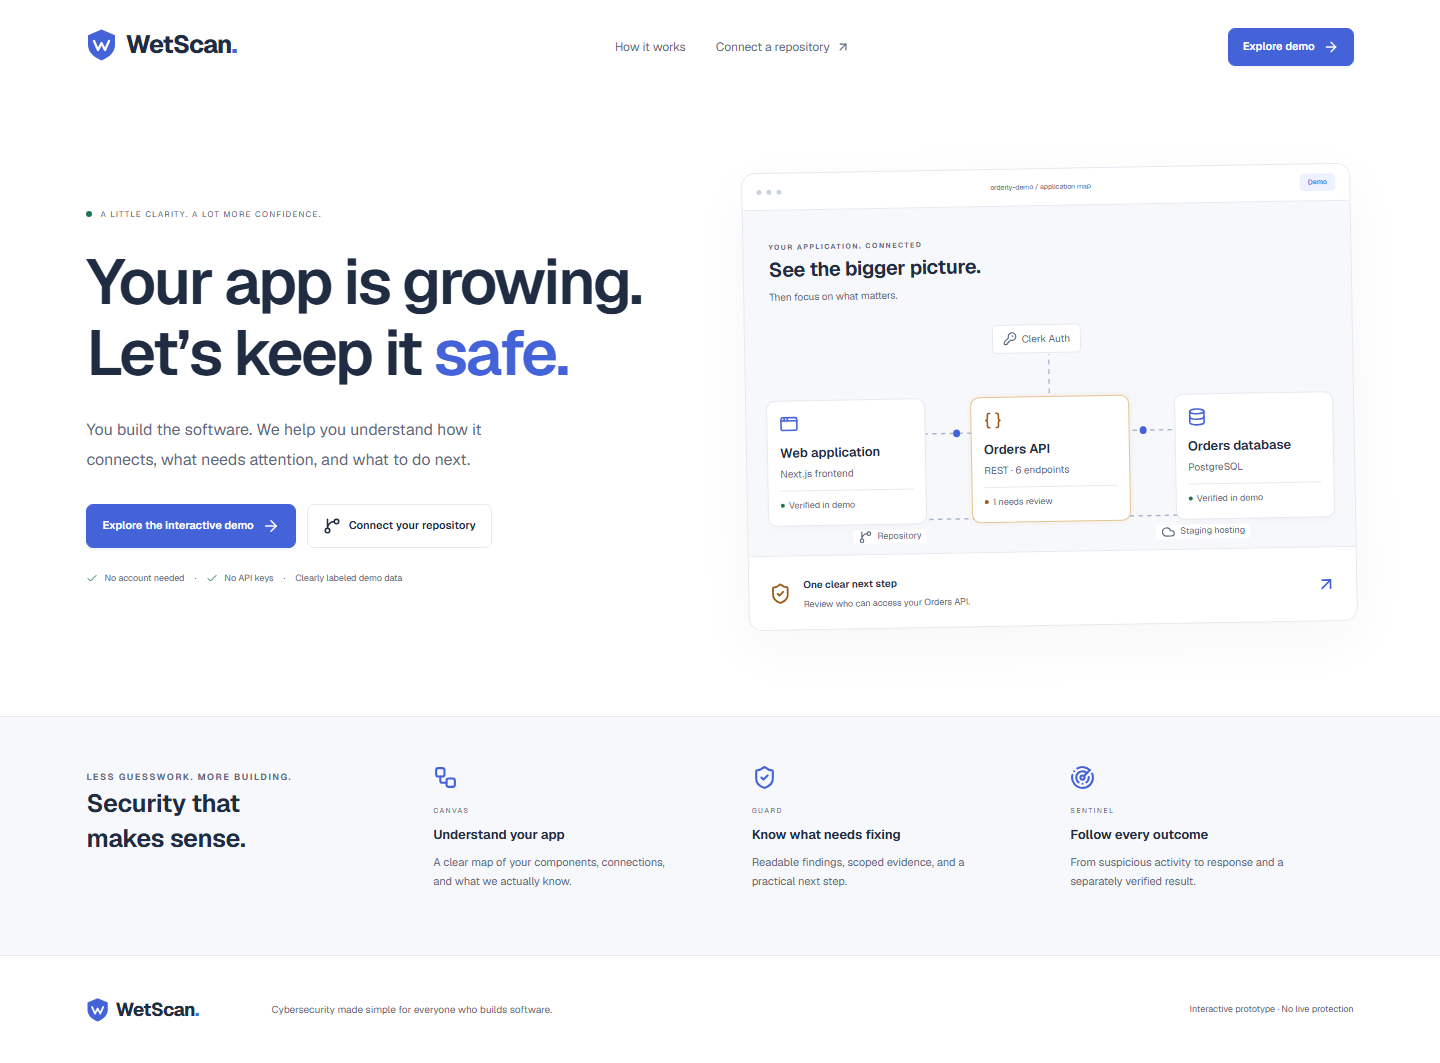 WetScan.
How it works
Connect a repository
Explore demo
A LITTLE CLARITY. A LOT MORE CONFIDENCE.
Your app is growing.
Let's keep it safe.
You build the software. We help you understand how it
connects, what needs attention, and what to do next.
Explore the interactive demo
Connect your repository
No account needed · No API keys · Clearly labeled demo data
orderly-demo / application map
Demo
YOUR APPLICATION, CONNECTED
See the bigger picture.
Then focus on what matters.
Clerk Auth
Web application
Next.js frontend
Verified in demo
Orders API
REST · 6 endpoints
1 needs review
Orders database
PostgreSQL
Verified in demo
Repository
Staging hosting
One clear next step
Review who can access your Orders API.
LESS GUESSWORK. MORE BUILDING.
Security that
makes sense.
CANVAS
Understand your app
A clear map of your components, connections,
and what we actually know.
GUARD
Know what needs fixing
Readable findings, scoped evidence, and a
practical next step.
SENTINEL
Follow every outcome
From suspicious activity to response and a
separately verified result.
WetScan.
Cybersecurity made simple for everyone who builds software.
Interactive prototype · No live protection